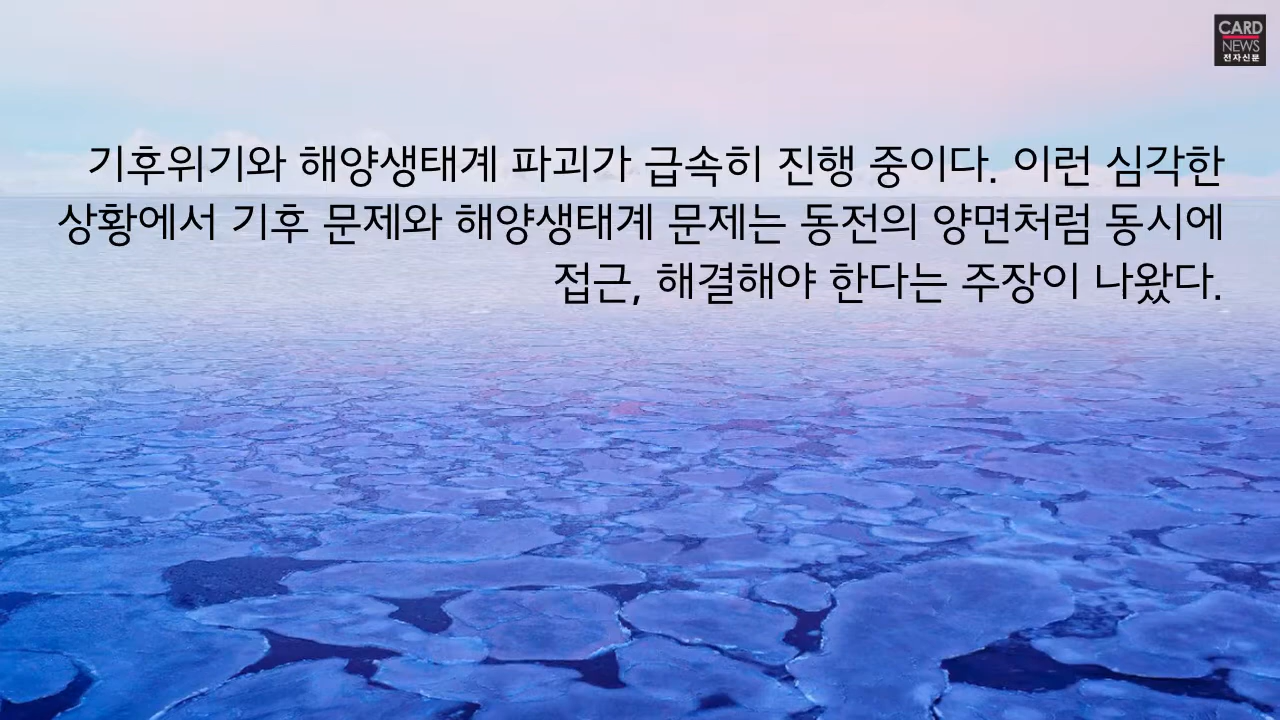 CARD
NEWS
전자신문
기후위기와 해양생태계 파괴가 급속히 진행 중이다. 이런 심각한
상황에서 기후 문제와 해양생태계 문제는 동전의 양면처럼 동시에
접근, 해결해야 한다는 주장이 나왔다.